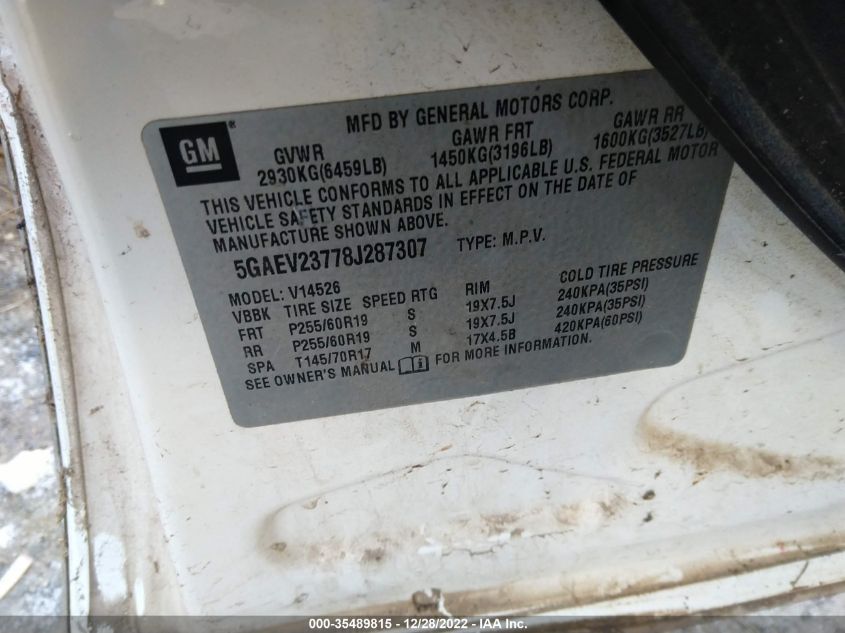 GM®
MFD BY GENERAL MOTORS CORP.
GVWR GAWR FRT GAWR RR
2930KG(6459LB) 1450KG(3196LB) 1600KG(3527LB)
THIS VEHICLE CONFORMS TO ALL APPLICABLE U.S. FEDERAL MOTOR
VEHICLE SAFETY STANDARDS IN EFFECT ON THE DATE OF
MANUFACTURE SHOWN ABOVE.
5GAEV23778J287307 TYPE: M.P.V.
MODEL: V14526
VBBK TIRE SIZE SPEED RTG RIM COLD TIRE PRESSURE
FRT P255/60R19 S 19X7.5J 240KPA(35PSI)
RR P255/60R19 S 19X7.5J 240KPA(35PSI)
SPA T145/70R17 M 17X4.5B 420KPA(60PSI)
SEE OWNER'S MANUAL FOR MORE INFORMATION.
000-35489815 - 12/28/2022 - IAA Inc.